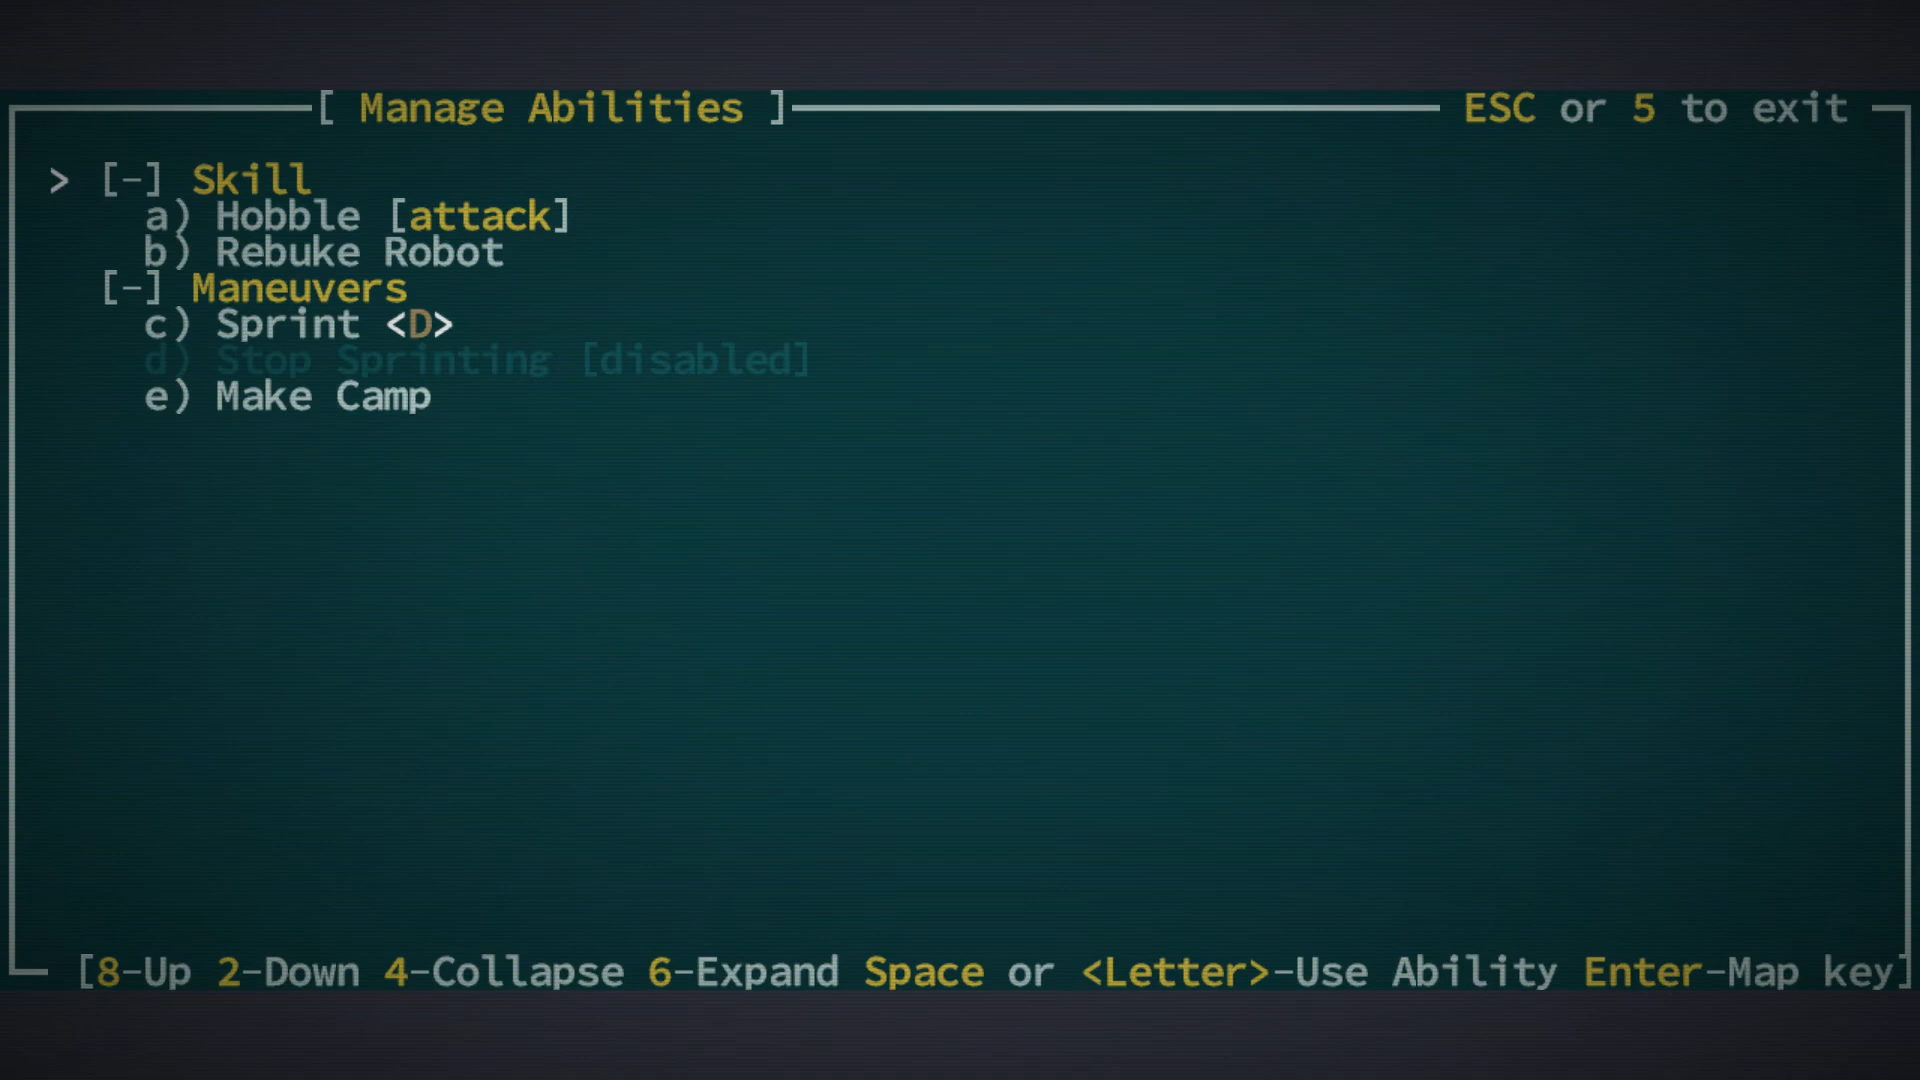 [ Manage Abilities ] ESC or 5 to exit
> [-] Skill
a) Hobble [attack]
b) Rebuke Robot
[-] Maneuvers
c) Sprint <D>
d) Stop Sprinting [disabled]
e) Make Camp
[8-Up 2-Down 4-Collapse 6-Expand Space or <Letter>-Use Ability Enter-Map key]